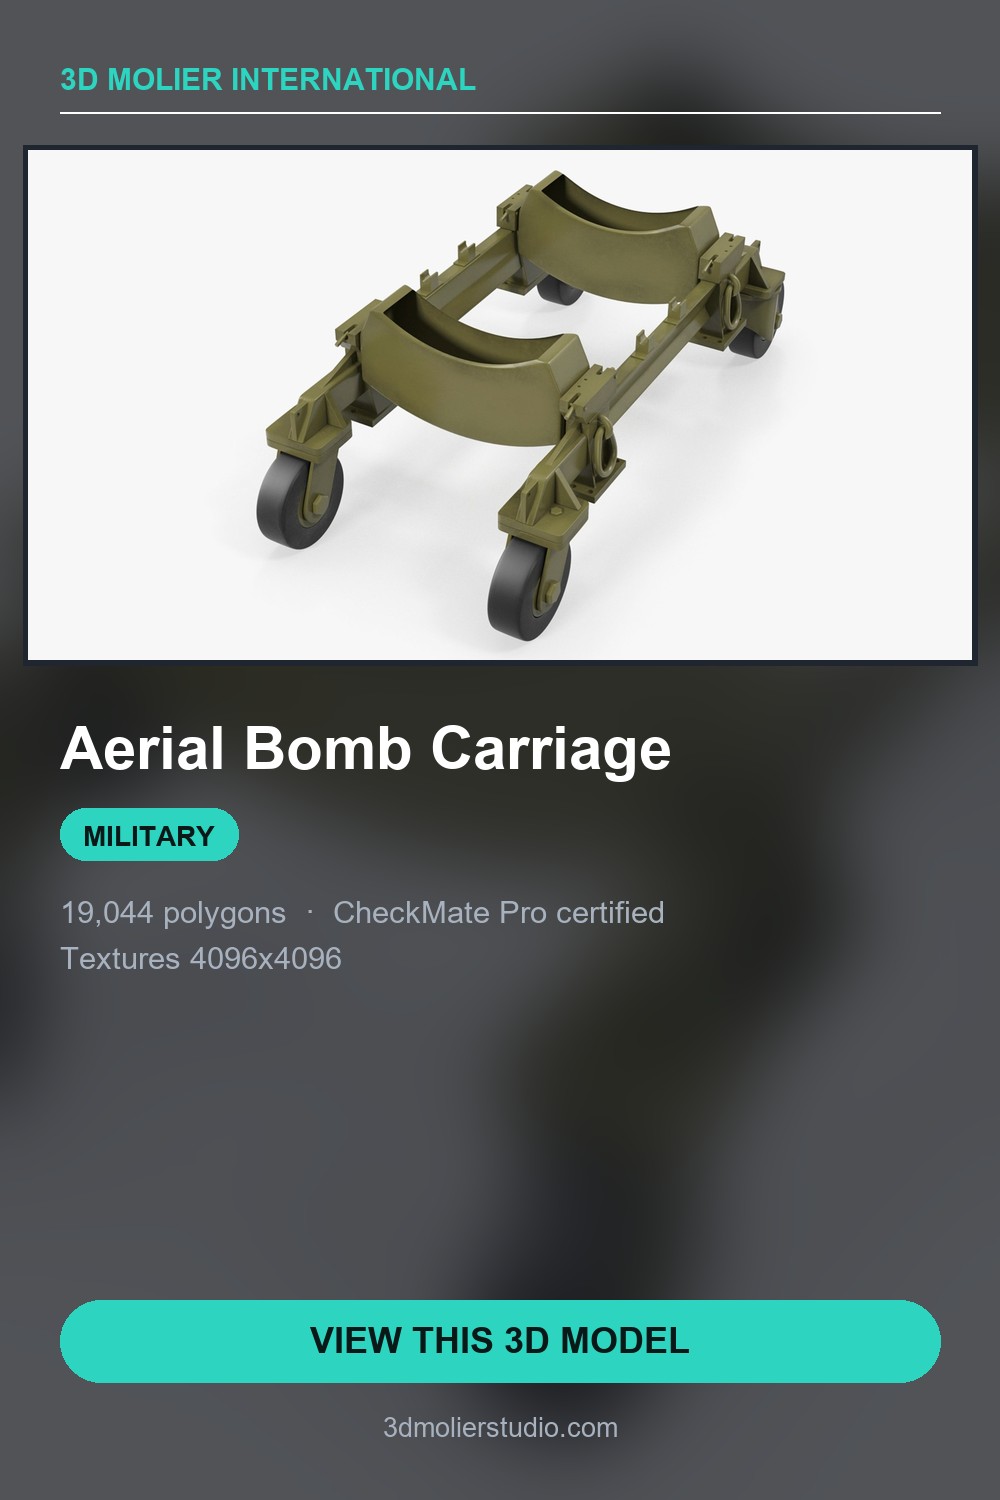 3D MOLIER INTERNATIONAL
Aerial Bomb Carriage
MILITARY
19,044 polygons · CheckMate Pro certified
Textures 4096x4096
VIEW THIS 3D MODEL
3dmolierstudio.com